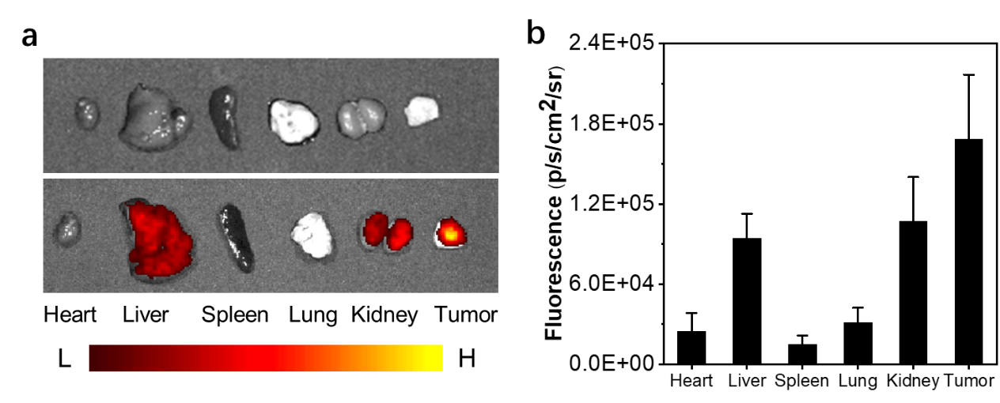 a
Heart Liver Spleen Lung Kidney Tumor
L H
b
Fluorescence (p/s/cm2/sr)
2.4E+05
1.8E+05
1.2E+05
6.0E+04
0.0E+00
Heart Liver Spleen Lung Kidney Tumor